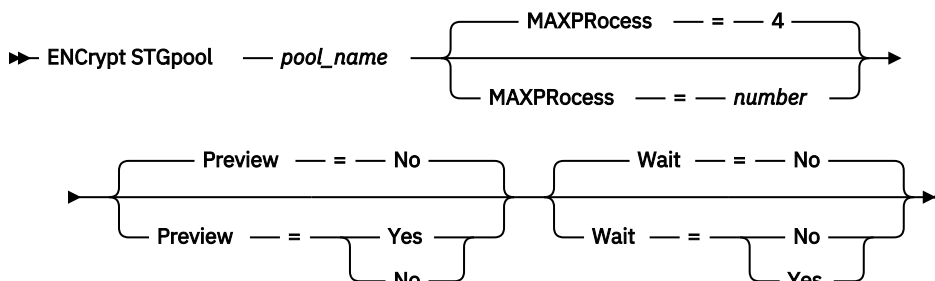 MAXPRocess = 4
ENCrypt STGpool pool_name
MAXPRocess = number
Preview = No Wait = No
Preview = Yes Wait = No
No Yes